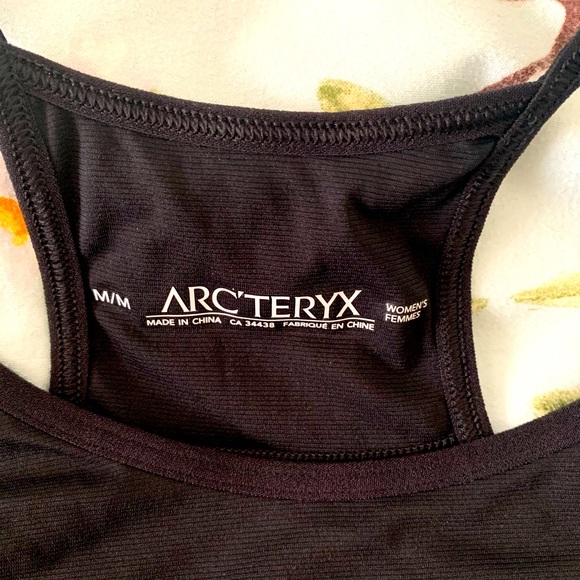 M/M
ARC'TERYX
MADE IN CHINA CA 34438 FABRIQUÉ EN CHINE
WOMEN'S
FEMMES